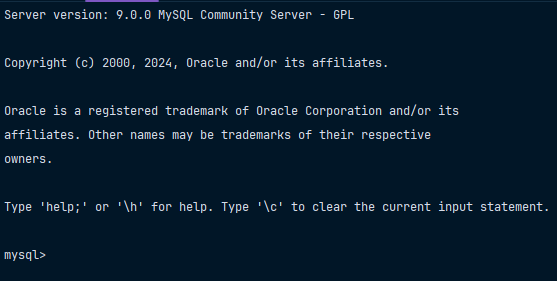 Server version: 9.0.0 MySQL Community Server - GPL
Copyright (c) 2000, 2024, Oracle and/or its affiliates.
Oracle is a registered trademark of Oracle Corporation and/or its
affiliates. Other names may be trademarks of their respective
owners.
Type 'help;' or '\h' for help. Type '\c' to clear the current input statement.
mysql>